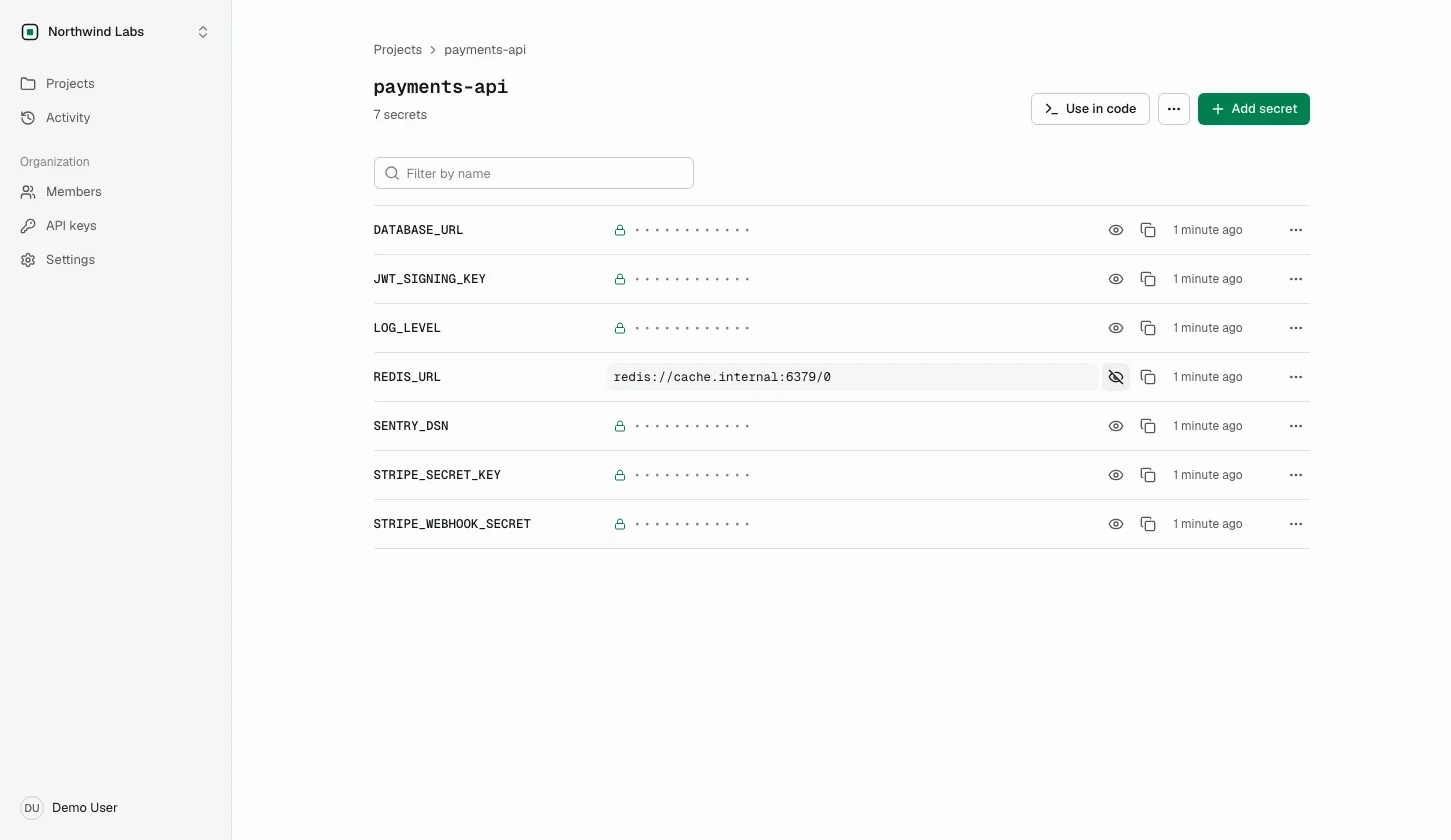 Northwind Labs
Projects
Activity
Organization
Members
API keys
Settings
DU Demo User
Projects > payments-api
payments-api
7 secrets
Use in code
Add secret
Filter by name
DATABASE_URL •••••••••••• 1 minute ago
JWT_SIGNING_KEY •••••••••••• 1 minute ago
LOG_LEVEL •••••••••••• 1 minute ago
REDIS_URL redis://cache.internal:6379/0 1 minute ago
SENTRY_DSN •••••••••••• 1 minute ago
STRIPE_SECRET_KEY •••••••••••• 1 minute ago
STRIPE_WEBHOOK_SECRET •••••••••••• 1 minute ago